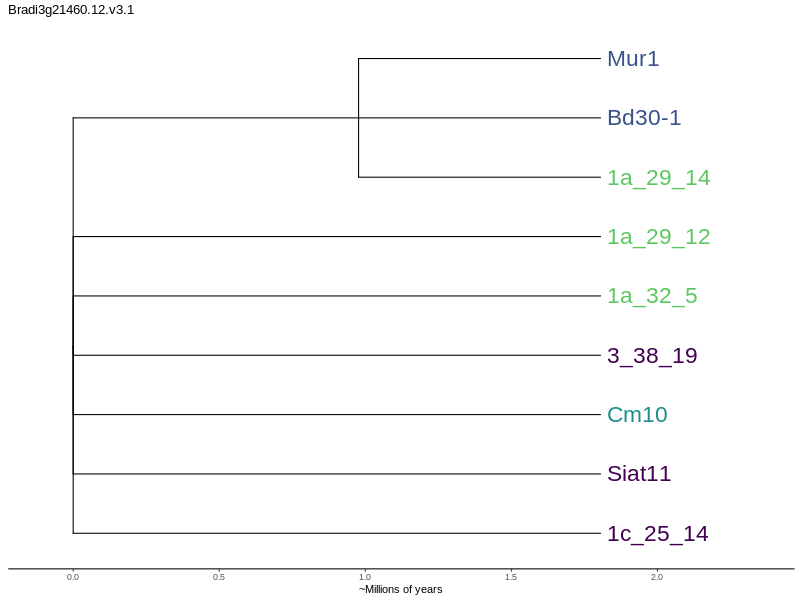 Bradi3g21460.12.v3.1
Mur1
Bd30-1
1a_29_14
1a_29_12
1a_32_5
3_38_19
Cm10
Siat11
1c_25_14
0.0 0.5 1.0 1.5 2.0
~Millions of years